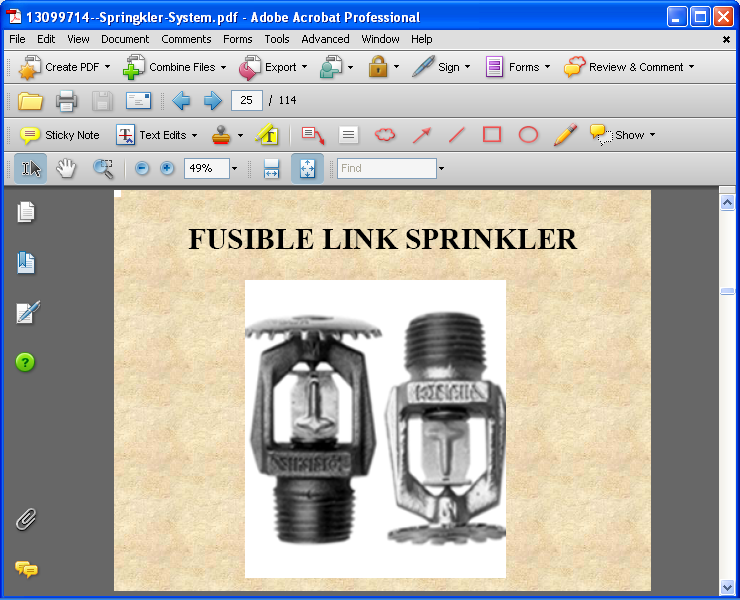 13099714--Springkler-System.pdf - Adobe Acrobat Professional
File Edit View Document Comments Forms Tools Advanced Window Help
Create PDF Combine Files Export Sign Forms Review & Comment
25 / 114
Sticky Note Text Edits T Show
49% Find
FUSIBLE LINK SPRINKLER